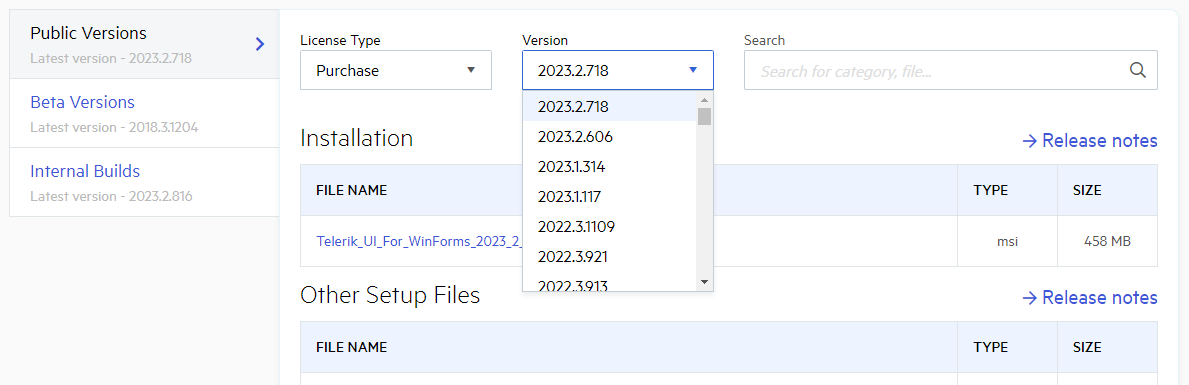 Public Versions
Latest version - 2023.2.718
Beta Versions
Latest version - 2018.3.1204
Internal Builds
Latest version - 2023.2.816
License Type
Purchase
Version
2023.2.718
2023.2.718
2023.2.606
2023.1.314
2023.1.117
2022.3.1109
2022.3.921
2022.3.913
Search
Search for category, file...
Installation
→ Release notes
FILE NAME TYPE SIZE
Telerik_UI_For_WinForms_2023_2_ msi 458 MB
Other Setup Files
→ Release notes
FILE NAME TYPE SIZE